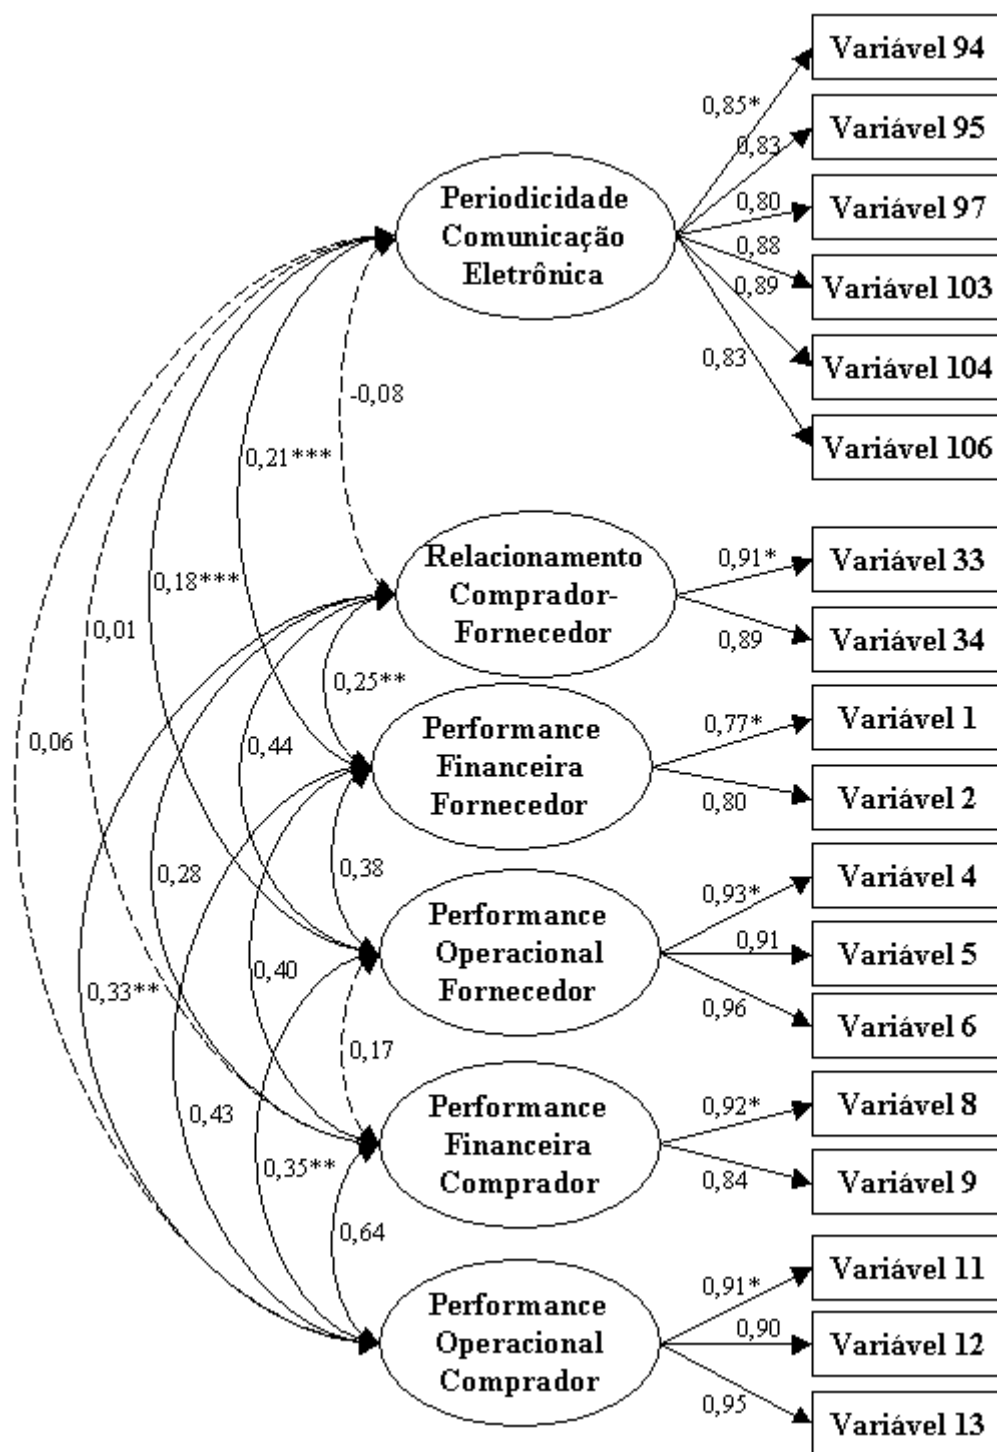 Variável 94
0,85*
Variável 95
0,83
Periodicidade
Comunicação
Eletrônica
Variável 97
0,80
0,88
Variável 103
0,89
Variável 104
0,83
-0,08
Variável 106
0,21***
Relacionamento
Comprador-
Fornecedor
0,91*
Variável 33
0,18***
0,01
0,89
Variável 34
0,25**
0,06
0,44
Performance
Financeira
Fornecedor
0,77*
Variável 1
0,80
Variável 2
0,28
0,38
Variável 4
0,93*
Performance
Operacional
Fornecedor
0,91
Variável 5
0,33**
0,40
0,96
Variável 6
0,17
0,43
Performance
Financeira
Comprador
0,92*
Variável 8
0,35**
0,84
Variável 9
0,64
Variável 11
0,91*
Performance
Operacional
Comprador
0,90
Variável 12
0,95
Variável 13